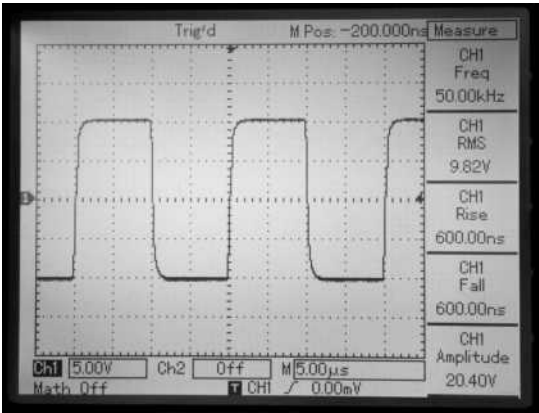 Trig'd M Pos: -200.000ns Measure
CH1
Freq
50.00kHz
CH1
RMS
9.82V
CH1
Rise
600.00ns
CH1
Fall
600.00ns
CH1
Amplitude
20.40V
Ch1 5.00V Ch2 Off M 5.00µs
Math Off T CH1 0.00mV